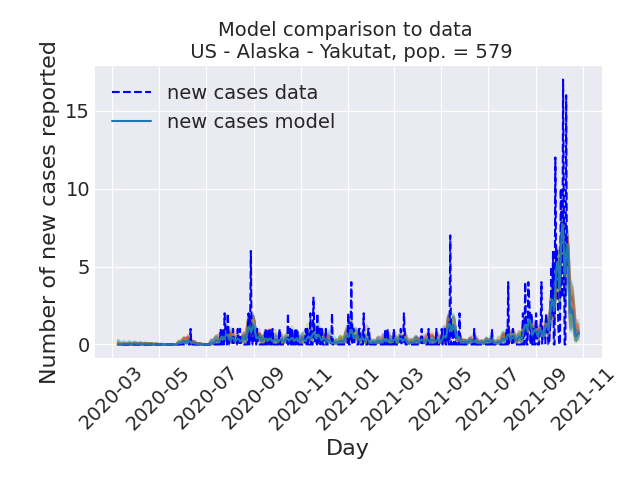 Model comparison to data
US - Alaska - Yakutat, pop. = 579
Number of new cases reported
new cases data
new cases model
15
10
5
0
2020-03
2020-05
2020-07
2020-09
2020-11
2021-01
2021-03
2021-05
2021-07
2021-09
2021-11
Day